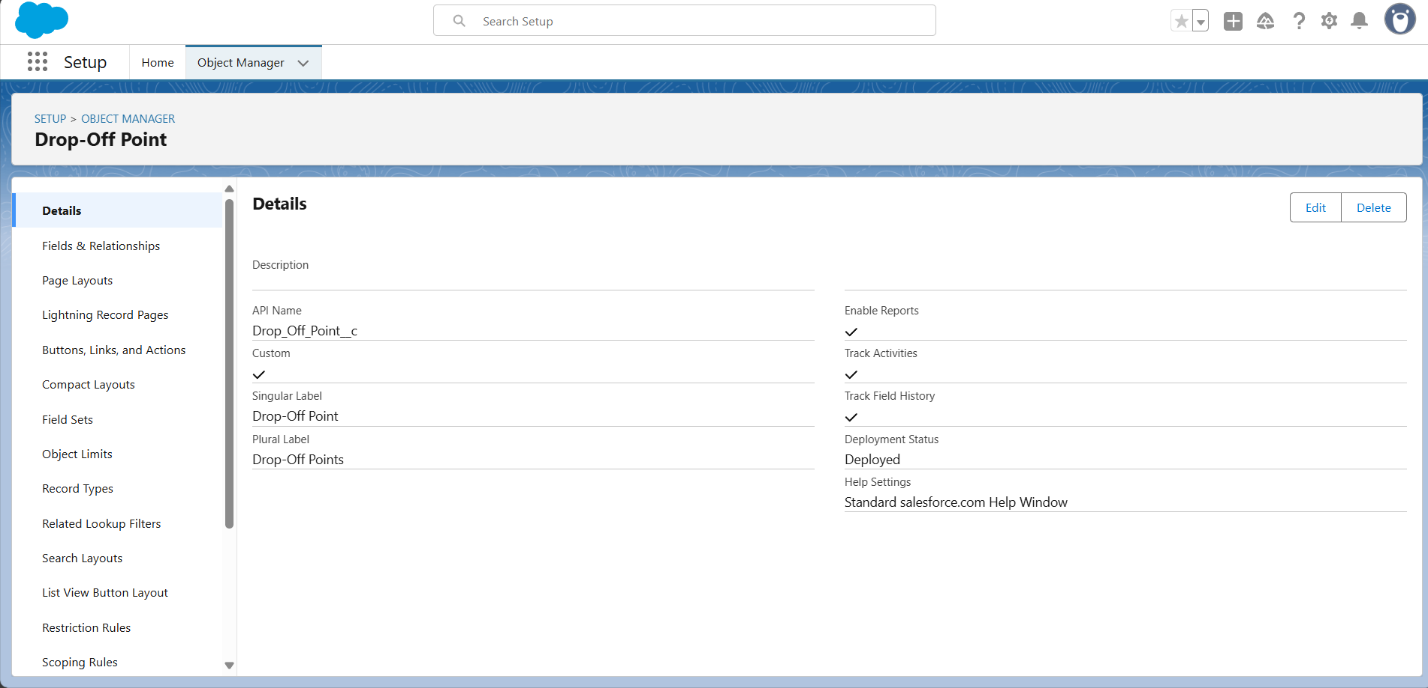 Search Setup
Setup
Home
Object Manager
SETUP > OBJECT MANAGER
Drop-Off Point
Details
Fields & Relationships
Page Layouts
Lightning Record Pages
Buttons, Links, and Actions
Compact Layouts
Field Sets
Object Limits
Record Types
Related Lookup Filters
Search Layouts
List View Button Layout
Restriction Rules
Scoping Rules
Details
Edit
Delete
Description
API Name
Drop_Off_Point__c
Custom
Singular Label
Drop-Off Point
Plural Label
Drop-Off Points
Enable Reports
Track Activities
Track Field History
Deployment Status
Deployed
Help Settings
Standard salesforce.com Help Window